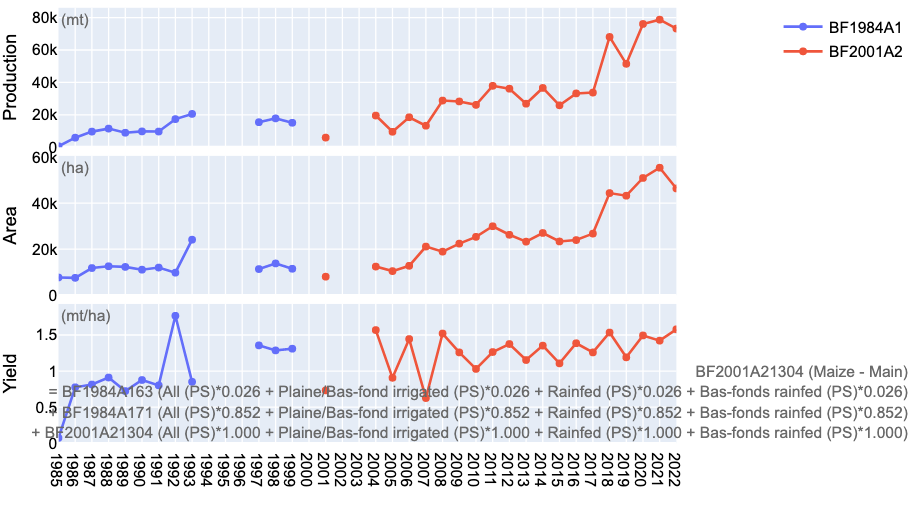 80k
(mt)
60k
40k
20k
0
Production
BF1984A1
BF2001A2
60k
(ha)
40k
20k
0
Area
(mt/ha)
1.5
1
0.5
0
Yield
BF2001A21304 (Maize - Main)
= BF1984A163 (All (PS)*0.026 + Plaine/Bas-fond irrigated (PS)*0.026 + Rainfed (PS)*0.026 + Bas-fonds rainfed (PS)*0.026)
+ BF1984A171 (All (PS)*0.852 + Plaine/Bas-fond irrigated (PS)*0.852 + Rainfed (PS)*0.852 + Bas-fonds rainfed (PS)*0.852)
+ BF2001A21304 (All (PS)*1.000 + Plaine/Bas-fond irrigated (PS)*1.000 + Rainfed (PS)*1.000 + Bas-fonds rainfed (PS)*1.000)
1985
1986
1987
1988
1989
1990
1991
1992
1993
1994
1995
1996
1997
1998
1999
2000
2001
2002
2003
2004
2005
2006
2007
2008
2009
2010
2011
2012
2013
2014
2015
2016
2017
2018
2019
2020
2021
2022